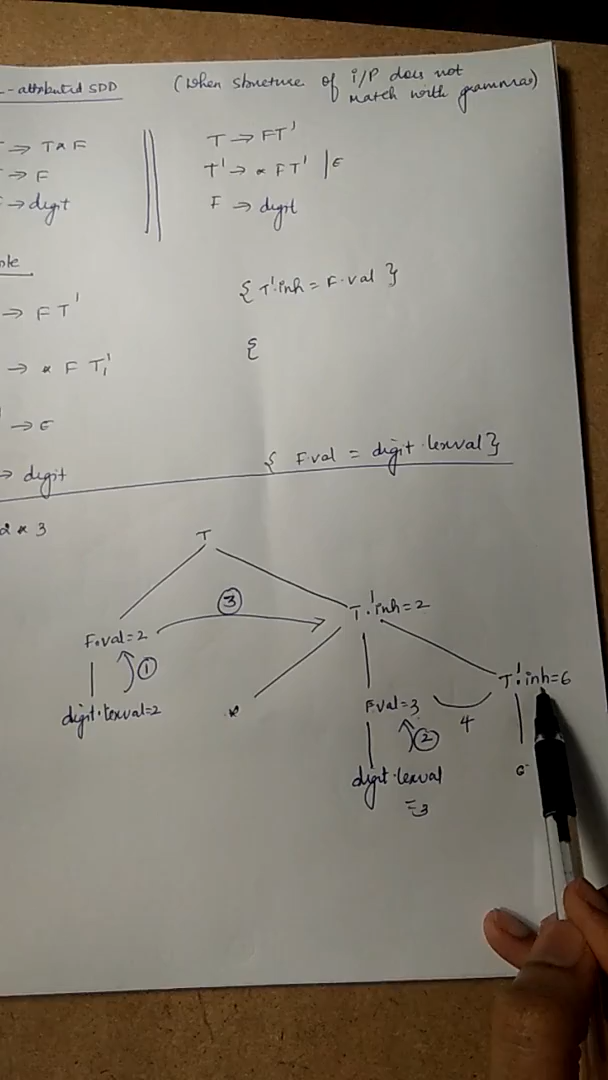 L-attributed SDD (When structure of i/P does not
match with grammar)
→ T * F
→ F
→ digit
T → FT'
T' → * FT' | ϵ
F → digit
→ FT'
{ T'.inh = F.val }
→ * F T₁'
{
→ ϵ
→ digit
{ F.val = digit.lexval }
2 * 3
T
F.val=2
③
T'.inh=2
①
digit.lexval=2
*
F.val=3
②
4
T'.inh=6
digit.lexval
=3
ϵ